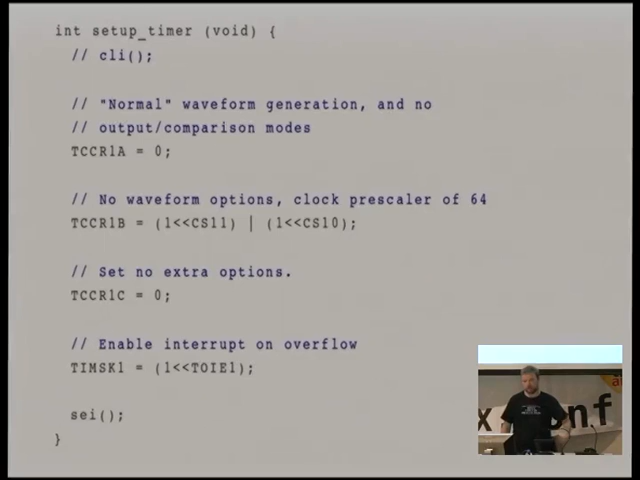 int setup_timer (void) {
// cli();
// "Normal" waveform generation, and no
// output/comparison modes
TCCR1A = 0;
// No waveform options, clock prescaler of 64
TCCR1B = (1<<CS11) | (1<<CS10);
// Set no extra options.
TCCR1C = 0;
// Enable interrupt on overflow
TIMSK1 = (1<<TOIE1);
sei();
}